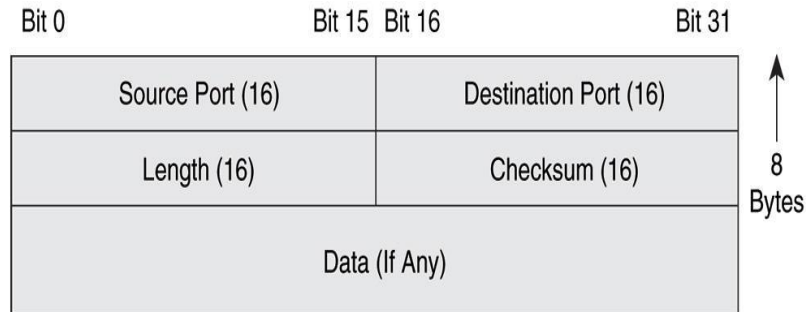 Bit 0 Bit 15 Bit 16 Bit 31
Source Port (16) Destination Port (16)
Length (16) Checksum (16)
8
Bytes
Data (If Any)